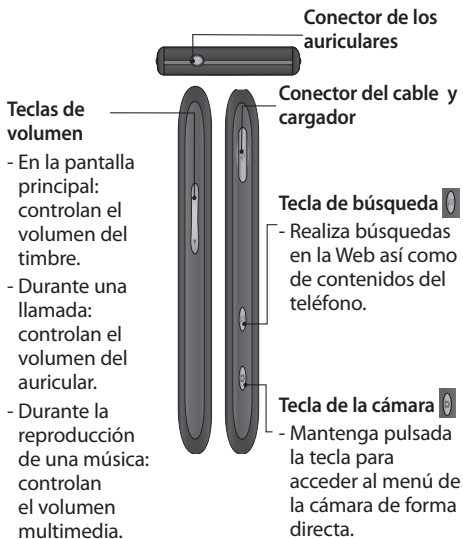 Conector de los
auriculares
Teclas de
volumen
- En la pantalla
principal:
controlan el
volumen del
timbre.
- Durante una
llamada:
controlan el
volumen del
auricular.
- Durante la
reproducción
de una música:
controlan
el volumen
multimedia.
Conector del cable y
cargador
Tecla de búsqueda
- Realiza búsquedas
en la Web así como
de contenidos del
teléfono.
Tecla de la cámara
- Mantenga pulsada
la tecla para
acceder al menú de
la cámara de forma
directa.